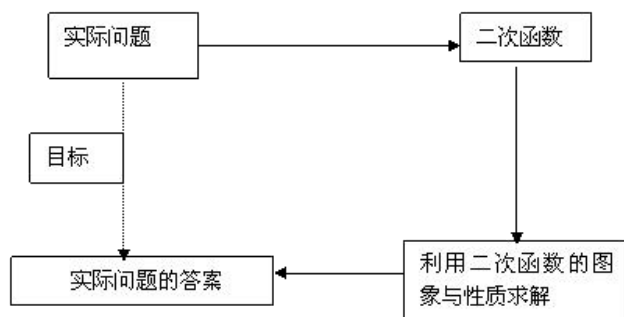 实际问题
二次函数
目标
实际问题的答案
利用二次函数的图
象与性质求解